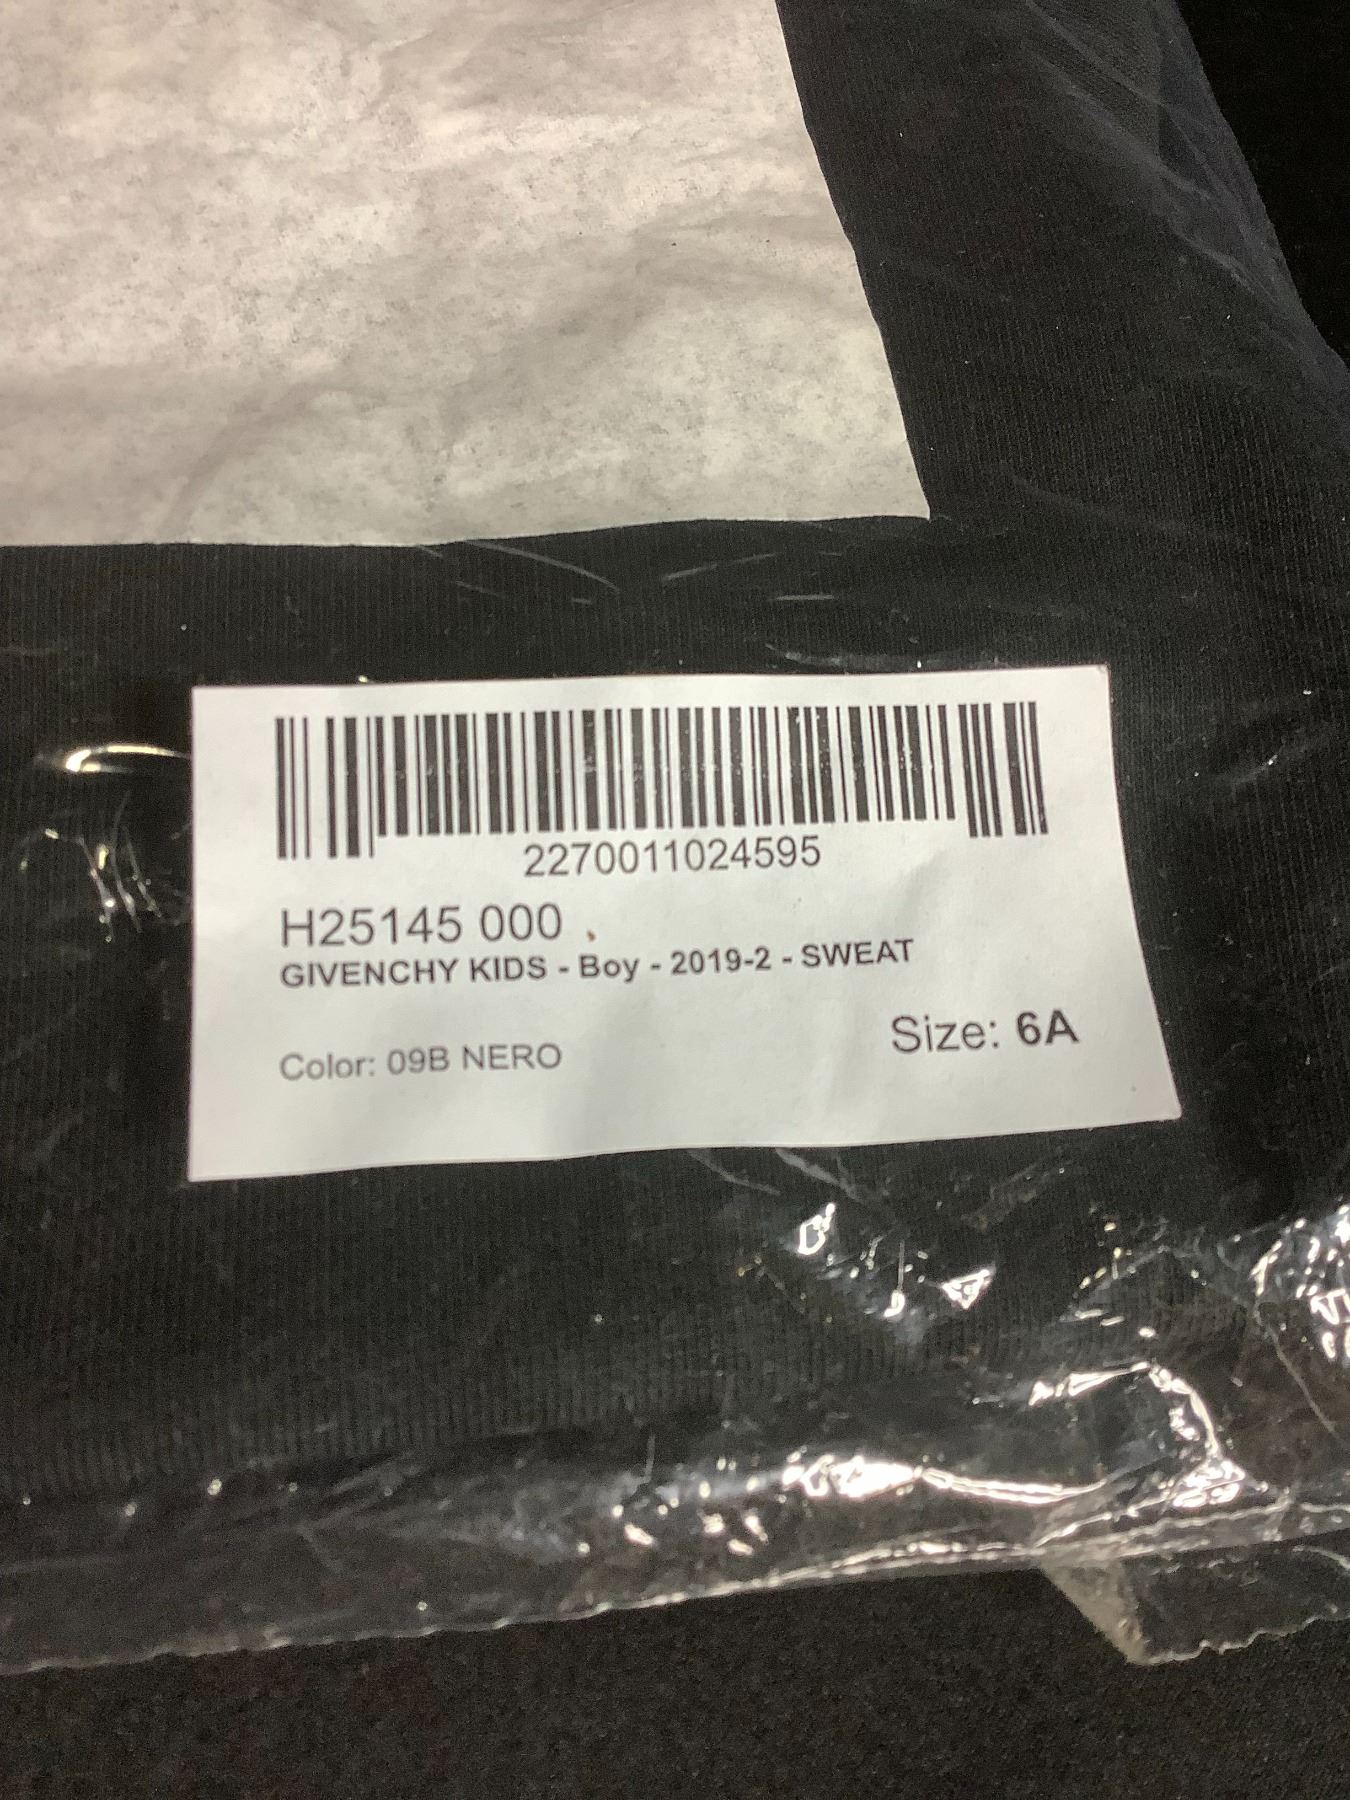 2270011024595
H25145 000
GIVENCHY KIDS - Boy - 2019-2 - SWEAT
Size: 6A
Color: 09B NERO